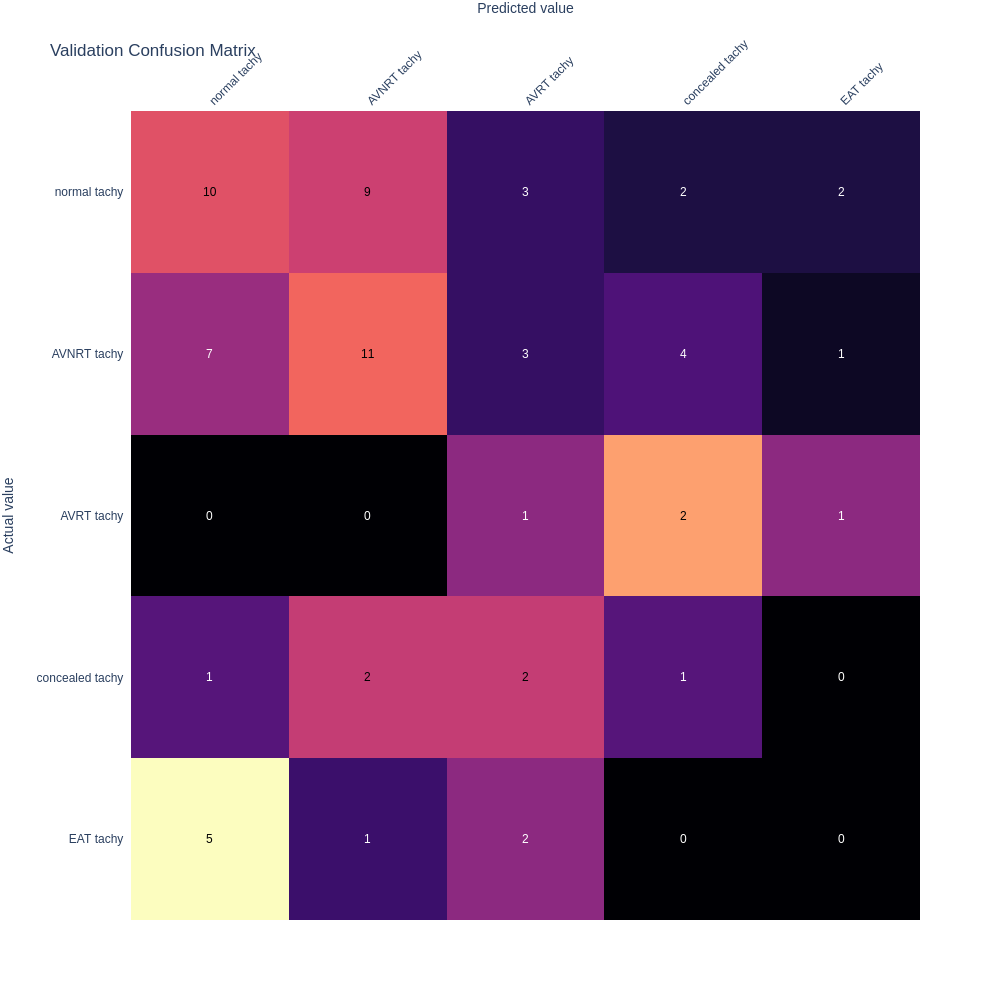 Predicted value
Validation Confusion Matrix
normal tachy
AVNRT tachy
AVRT tachy
concealed tachy
EAT tachy
normal tachy 10 9 3 2 2
AVNRT tachy 7 11 3 4 1
AVRT tachy 0 0 1 2 1
concealed tachy 1 2 2 1 0
EAT tachy 5 1 2 0 0
Actual value